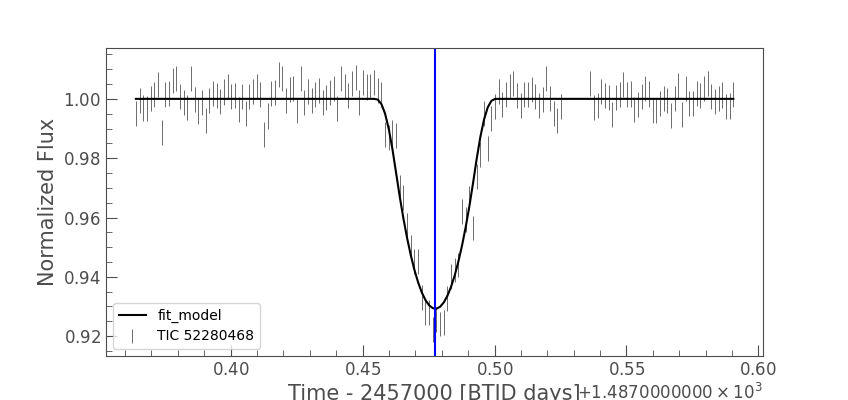 Normalized Flux
1.00
0.98
0.96
0.94
0.92
fit_model
TIC 52280468
0.40
0.45
0.50
0.55
0.60
Time - 2457000 [BTJD days]
+1.4870000000 × 10³